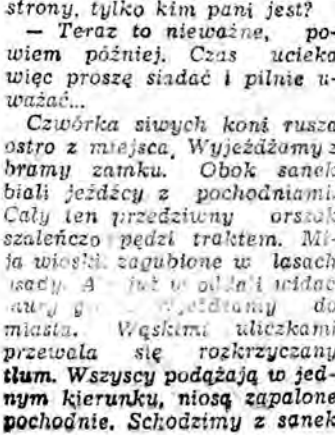 strony, tylko kim pani jest?
— Teraz to nieważne, po-
wiem później. Czas ucieka
więc proszę siadać i pilnie u-
ważać...
Czwórka siwych koni rusza
ostro z miejsca, Wyjeżdżamy z
bramy zamku. Obok sanek
biali jeźdźcy z pochodniami.
Cały ten przedziwny orszak
szaleńczo pędzi traktem. Mi-
ja wioski zagubione w lasach
już w widać
do
miasta. Wąskimi uliczkami
przewala się rozkrzyczany
tłum. Wszyscy podążają w jed-
nym kierunku, niosą zapalone
pochodnie. Schodzimy z sanek